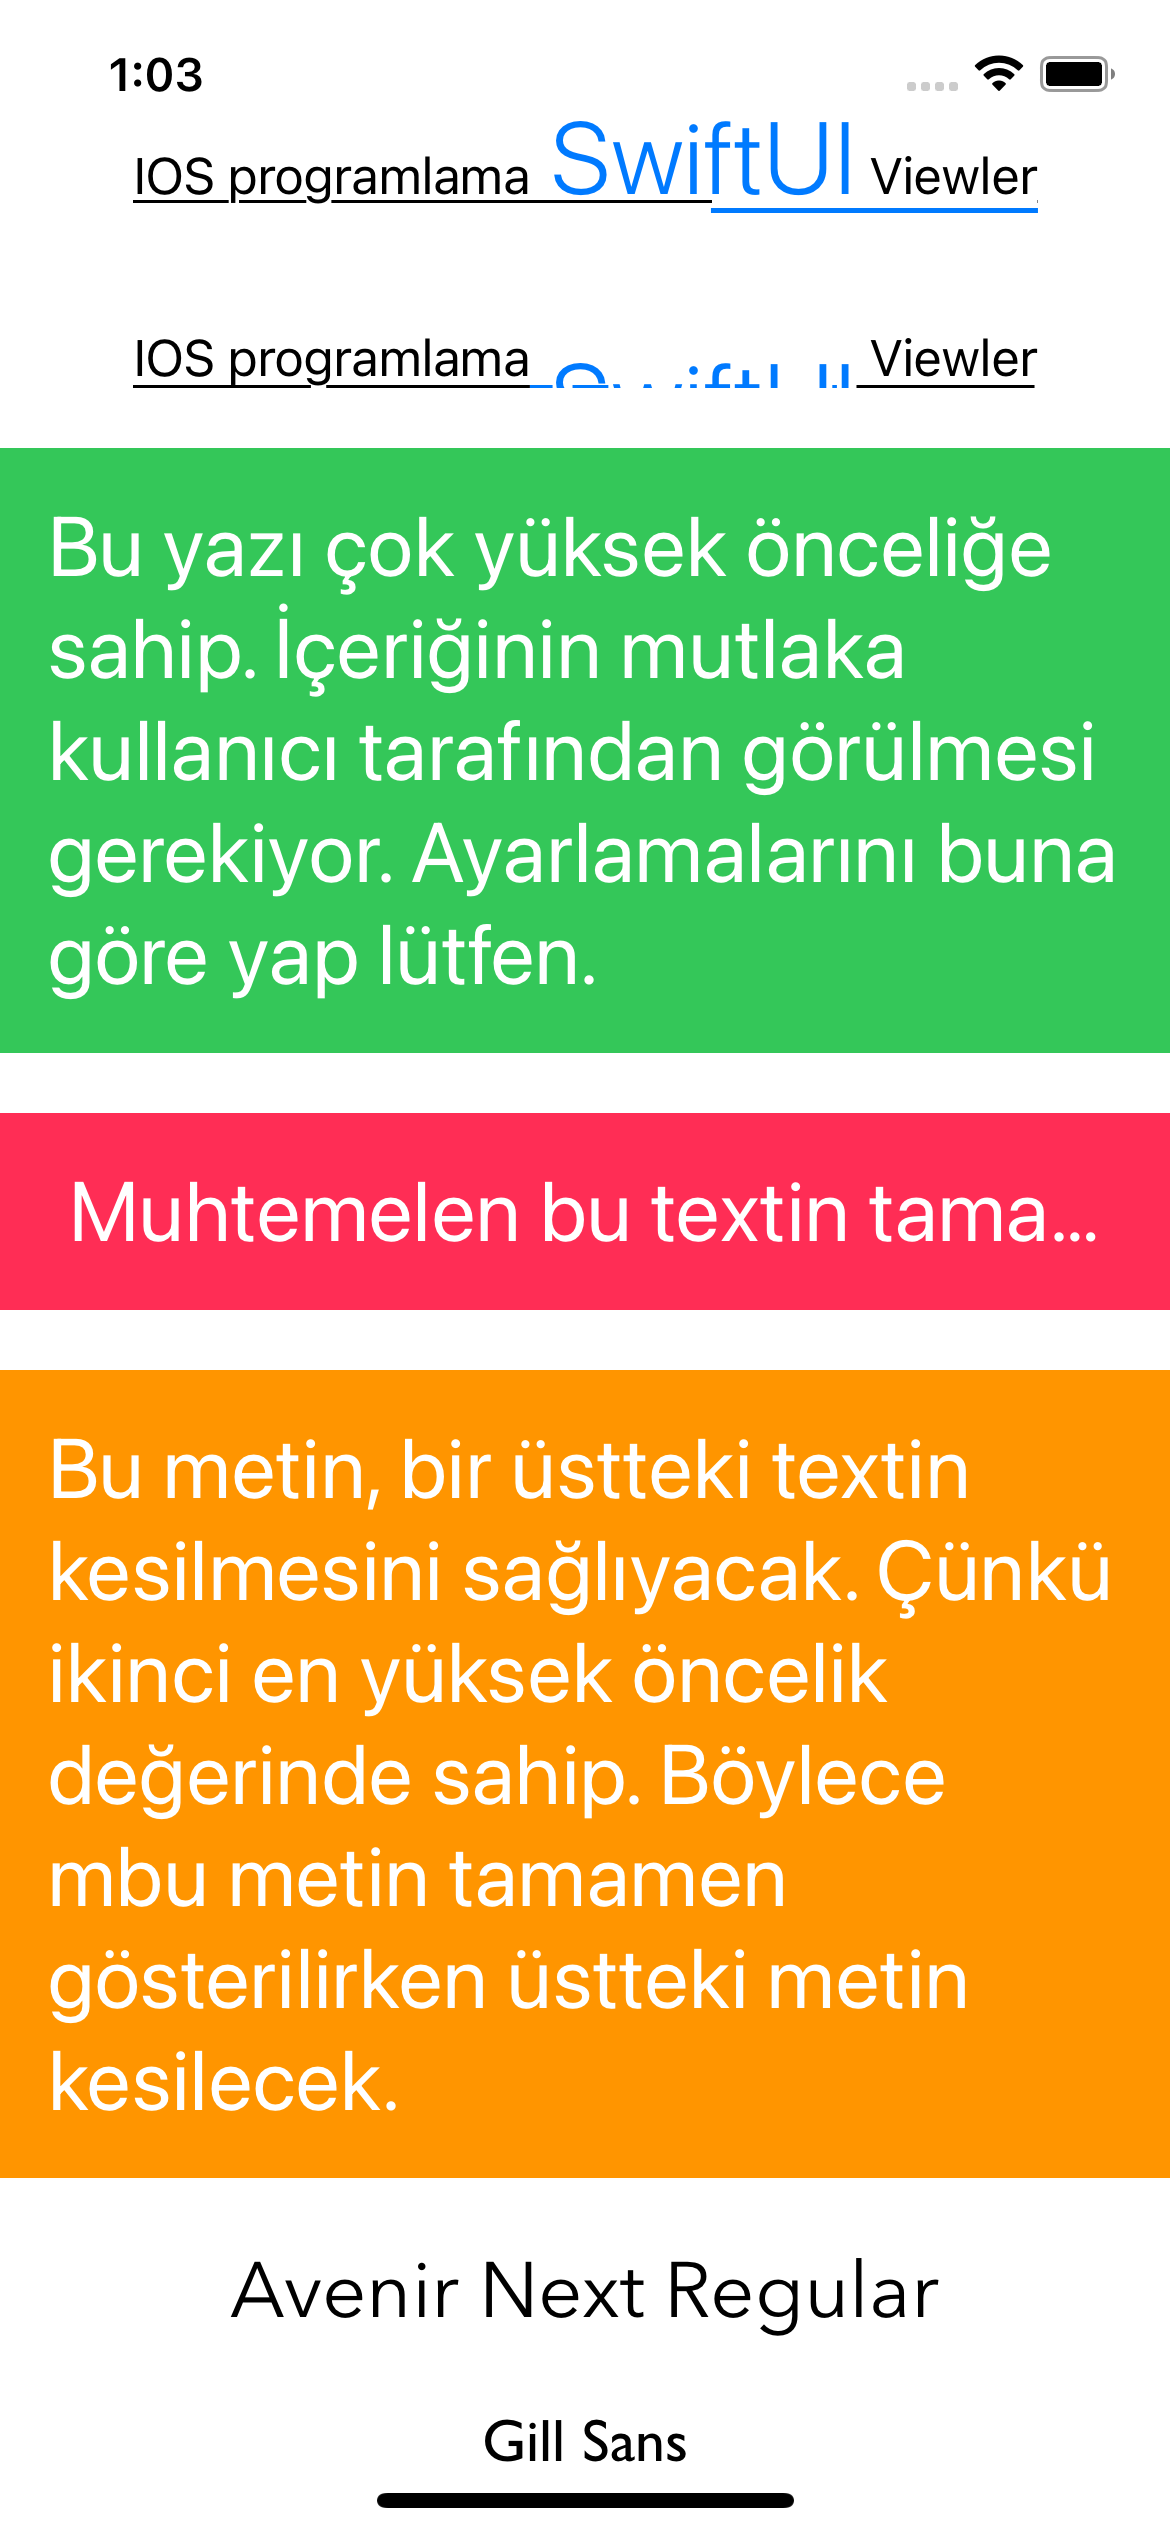 1:03
IOS programlama SwiftUI Viewler
IOS programlama SwiftUI Viewler
Bu yazı çok yüksek önceliğe
sahip. İçeriğinin mutlaka
kullanıcı tarafından görülmesi
gerekiyor. Ayarlamalarını buna
göre yap lütfen.
Muhtemelen bu textin tama...
Bu metin, bir üstteki textin
kesilmesini sağlıyacak. Çünkü
ikinci en yüksek öncelik
değerinde sahip. Böylece
mbu metin tamamen
gösterilirken üstteki metin
kesilecek.
Avenir Next Regular
Gill Sans